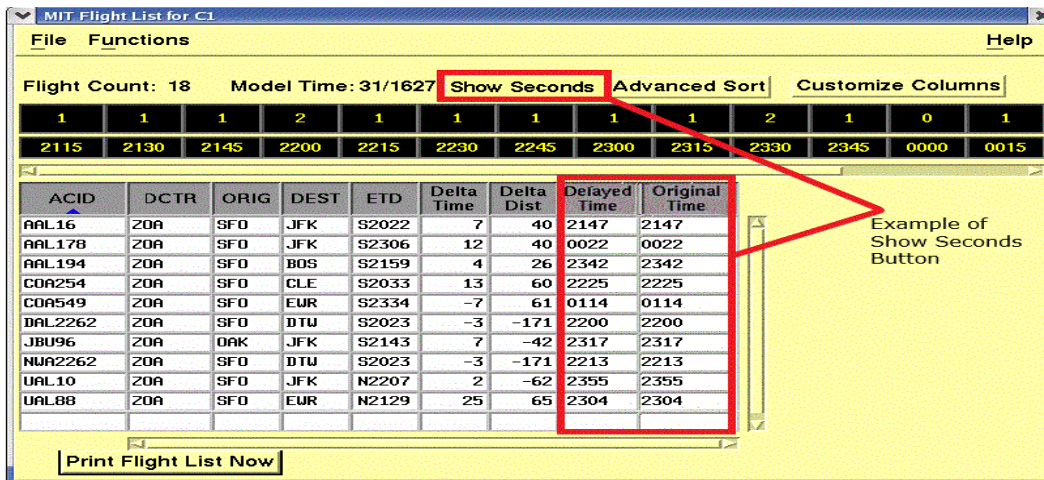 MIT Flight List for C1
File Functions Help
Flight Count: 18 Model Time: 31/1627 Show Seconds Advanced Sort Customize Columns
1 1 1 2 1 1 1 1 1 2 1 0 1
2115 2130 2145 2200 2215 2230 2245 2300 2315 2330 2345 0000 0015
ACID DCTR ORIG DEST ETD Delta Time Delta Dist Delayed Time Original Time
AAL16 ZOA SFO JFK S2022 7 40 2147 2147
AAL178 ZOA SFO JFK S2306 12 40 0022 0022
AAL194 ZOA SFO BOS S2159 4 26 2342 2342
COA254 ZOA SFO CLE S2033 13 60 2225 2225
COA549 ZOA SFO EWR S2334 -7 61 0114 0114
DAL2262 ZOA SFO DTW S2023 -3 -171 2200 2200
JBU96 ZOA OAK JFK S2143 7 -42 2317 2317
NWA2262 ZOA SFO DTW S2023 -3 -171 2213 2213
UAL10 ZOA SFO JFK N2207 2 -62 2355 2355
UAL88 ZOA SFO EWR N2129 25 65 2304 2304
Example of
Show Seconds
Button
Print Flight List Now